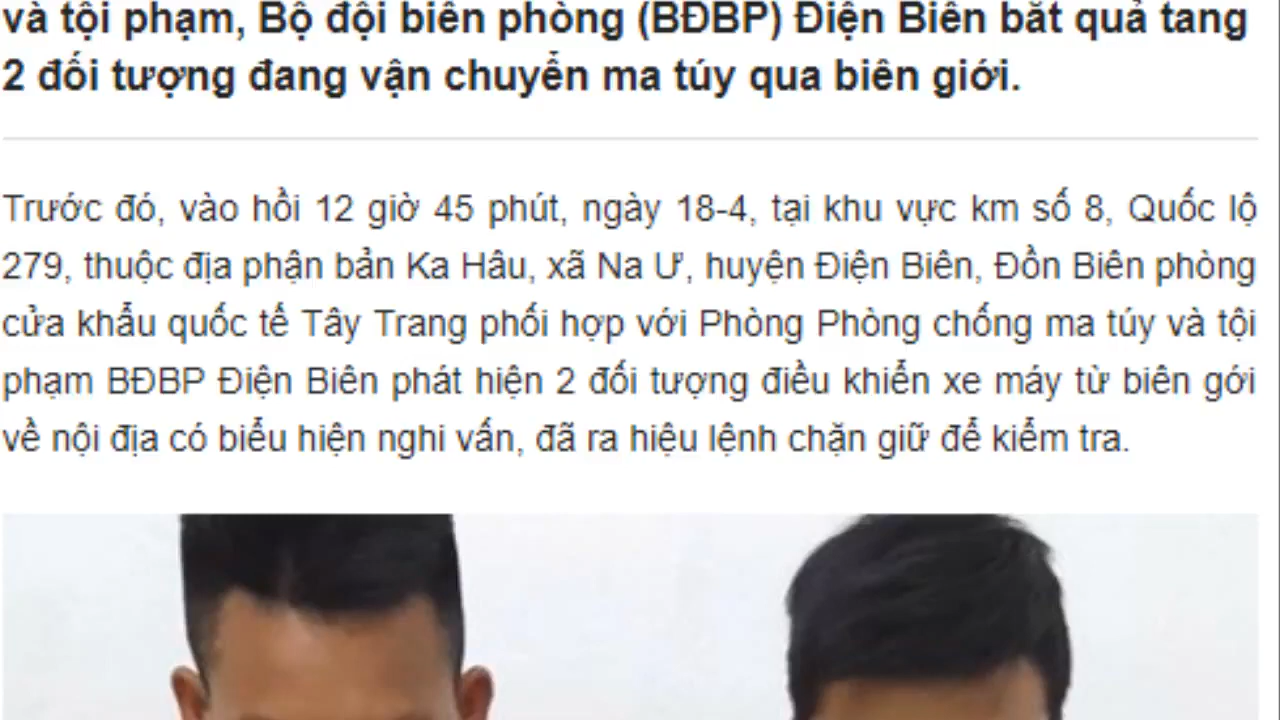 và tội phạm, Bộ đội biên phòng (BĐBP) Điện Biên bắt quả tang
2 đối tượng đang vận chuyển ma túy qua biên giới.
Trước đó, vào hồi 12 giờ 45 phút, ngày 18-4, tại khu vực km số 8, Quốc lộ
279, thuộc địa phận bản Ka Hâu, xã Na Ư, huyện Điện Biên, Đồn Biên phòng
cửa khẩu quốc tế Tây Trang phối hợp với Phòng Phòng chống ma túy và tội
phạm BĐBP Điện Biên phát hiện 2 đối tượng điều khiển xe máy từ biên gới
về nội địa có biểu hiện nghi vấn, đã ra hiệu lệnh chặn giữ để kiểm tra.